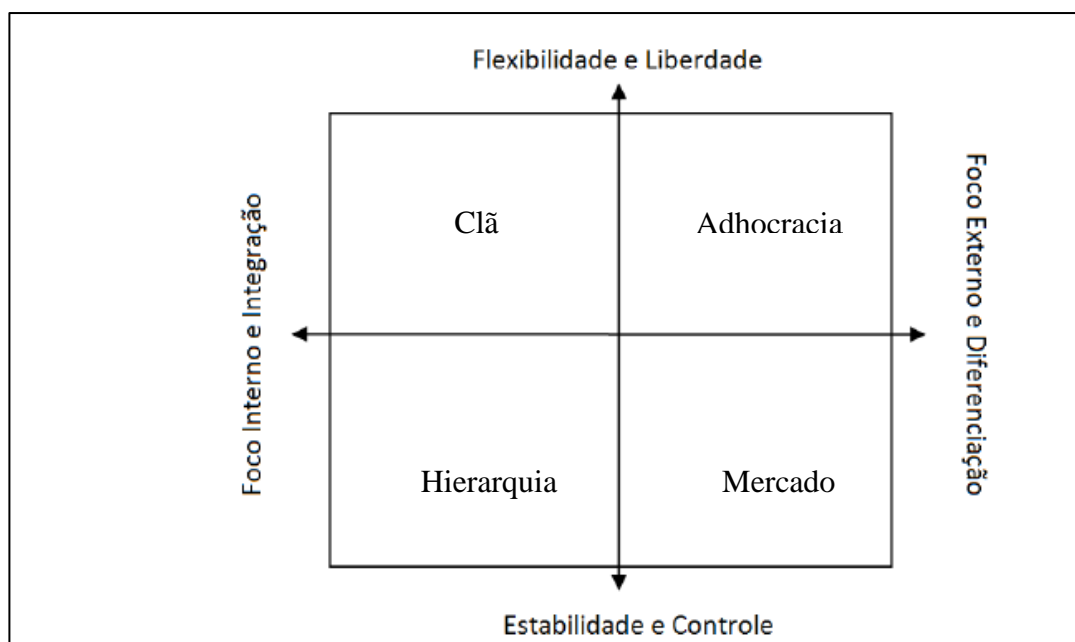 Flexibilidade e Liberdade
Foco Interno e Integração
Clã
Adhocracia
Foco Externo e Diferenciação
Hierarquia
Mercado
Estabilidade e Controle